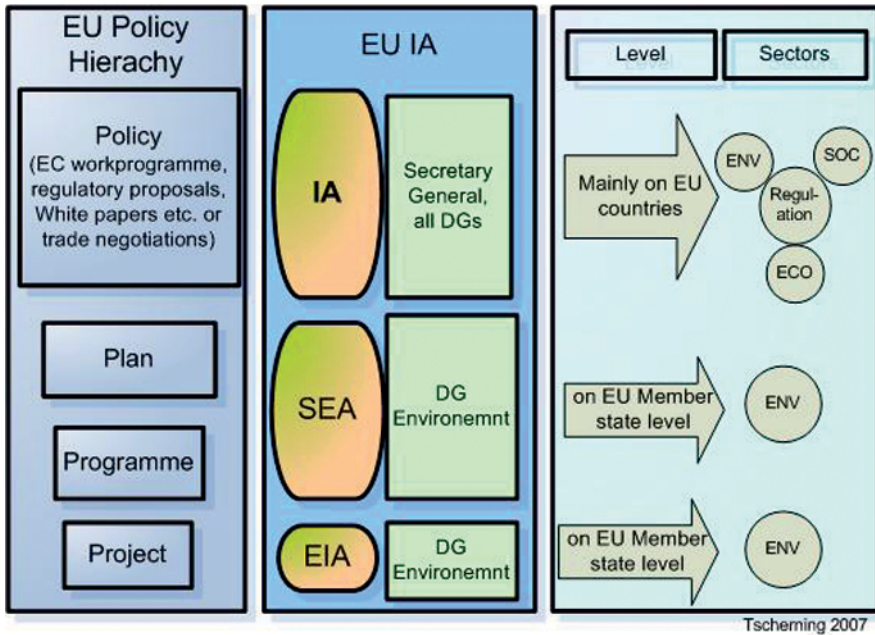 EU Policy
Hierachy
Policy
(EC workprogramme,
regulatory proposals,
White papers etc. or
trade negotiations)
Plan
Programme
Project
EU IA
IA
Secretary
General,
all DGs
SEA
DG
Environemnt
EIA
DG
Environemnt
Level
Sectors
Mainly on EU
countries
ENV
SOC
Regul-
ation
ECO
on EU Member
state level
ENV
on EU Member
state level
ENV
Tscherning 2007